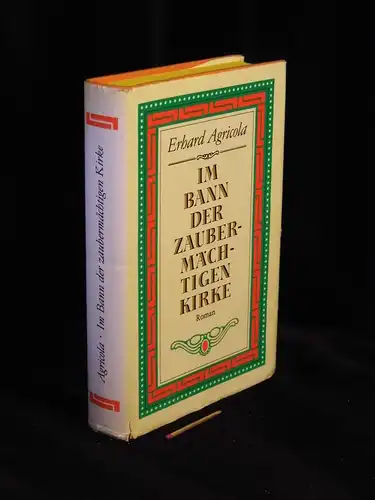 Erhard Agricola
IM
BANN
DER
ZAUBER-
MÄCH-
TIGEN
KIRKE
Roman
Agricola · Im Bann der zaubermächtigen Kirke